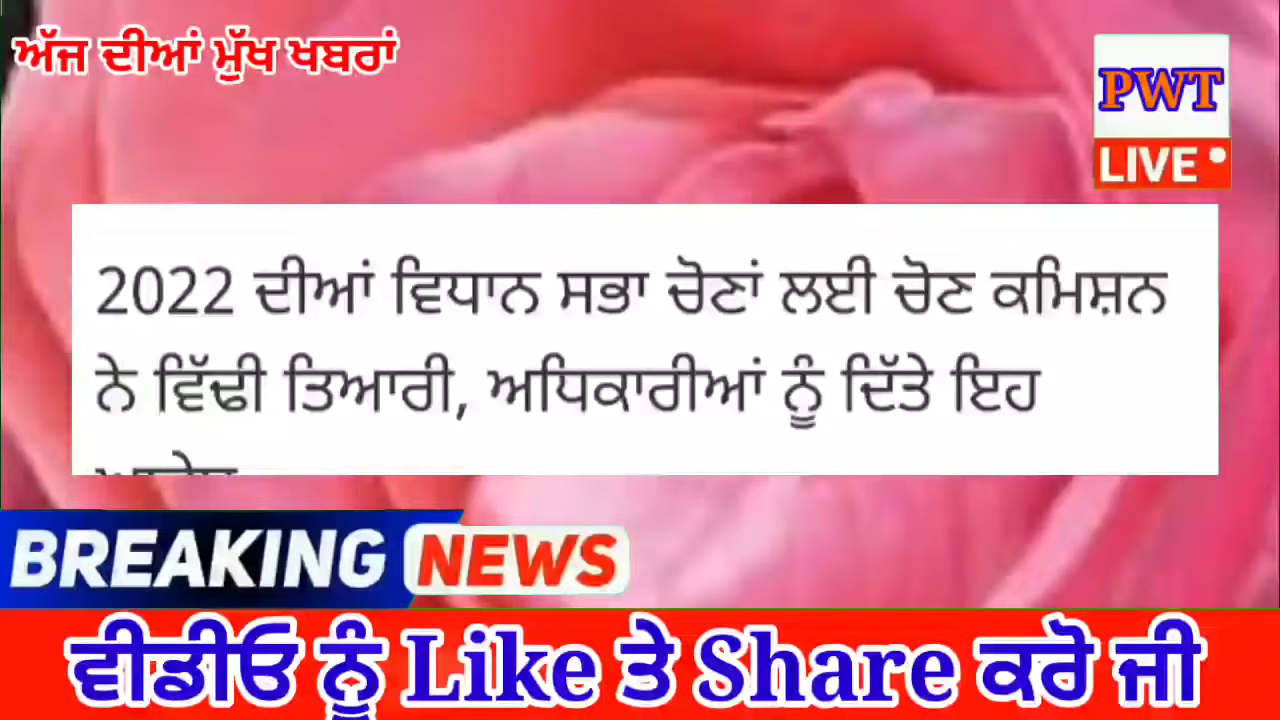 ਅੱਜ ਦੀਆਂ ਮੁੱਖ ਖਬਰਾਂ
PWT
LIVE
2022 ਦੀਆਂ ਵਿਧਾਨ ਸਭਾ ਚੋਣਾਂ ਲਈ ਚੋਣ ਕਮਿਸ਼ਨ
ਨੇ ਵਿੱਢੀ ਤਿਆਰੀ, ਅਧਿਕਾਰੀਆਂ ਨੂੰ ਦਿੱਤੇ ਇਹ
BREAKING NEWS
ਵੀਡੀਓ ਨੂੰ Like ਤੇ Share ਕਰੋ ਜੀ